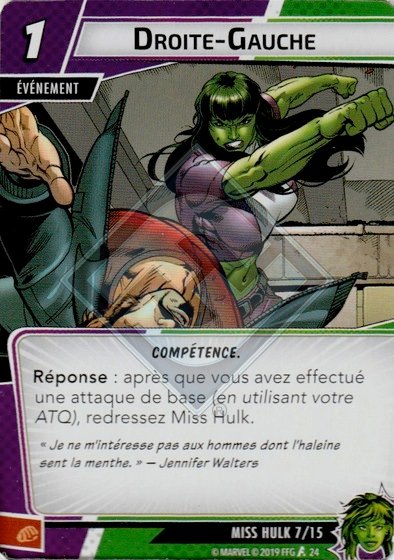 1
DROITE-GAUCHE
ÉVÉNEMENT
COMPÉTENCE.
Réponse : après que vous avez effectué
une attaque de base (en utilisant votre
ATQ), redressez Miss Hulk.
« Je ne m'intéresse pas aux hommes dont l'haleine
sent la menthe. » — Jennifer Walters
MISS HULK 7/15
© MARVEL © 2019 FFG A 24